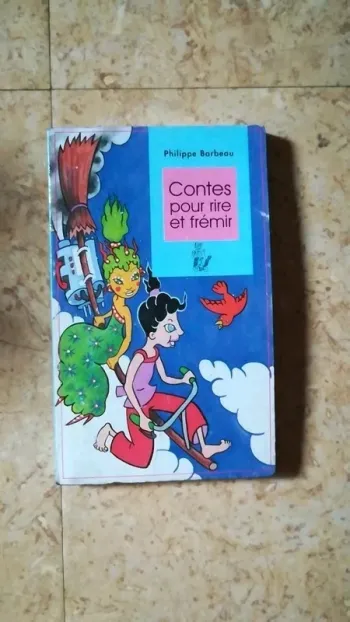 Philippe Barbeau
Contes
pour rire
et frémir